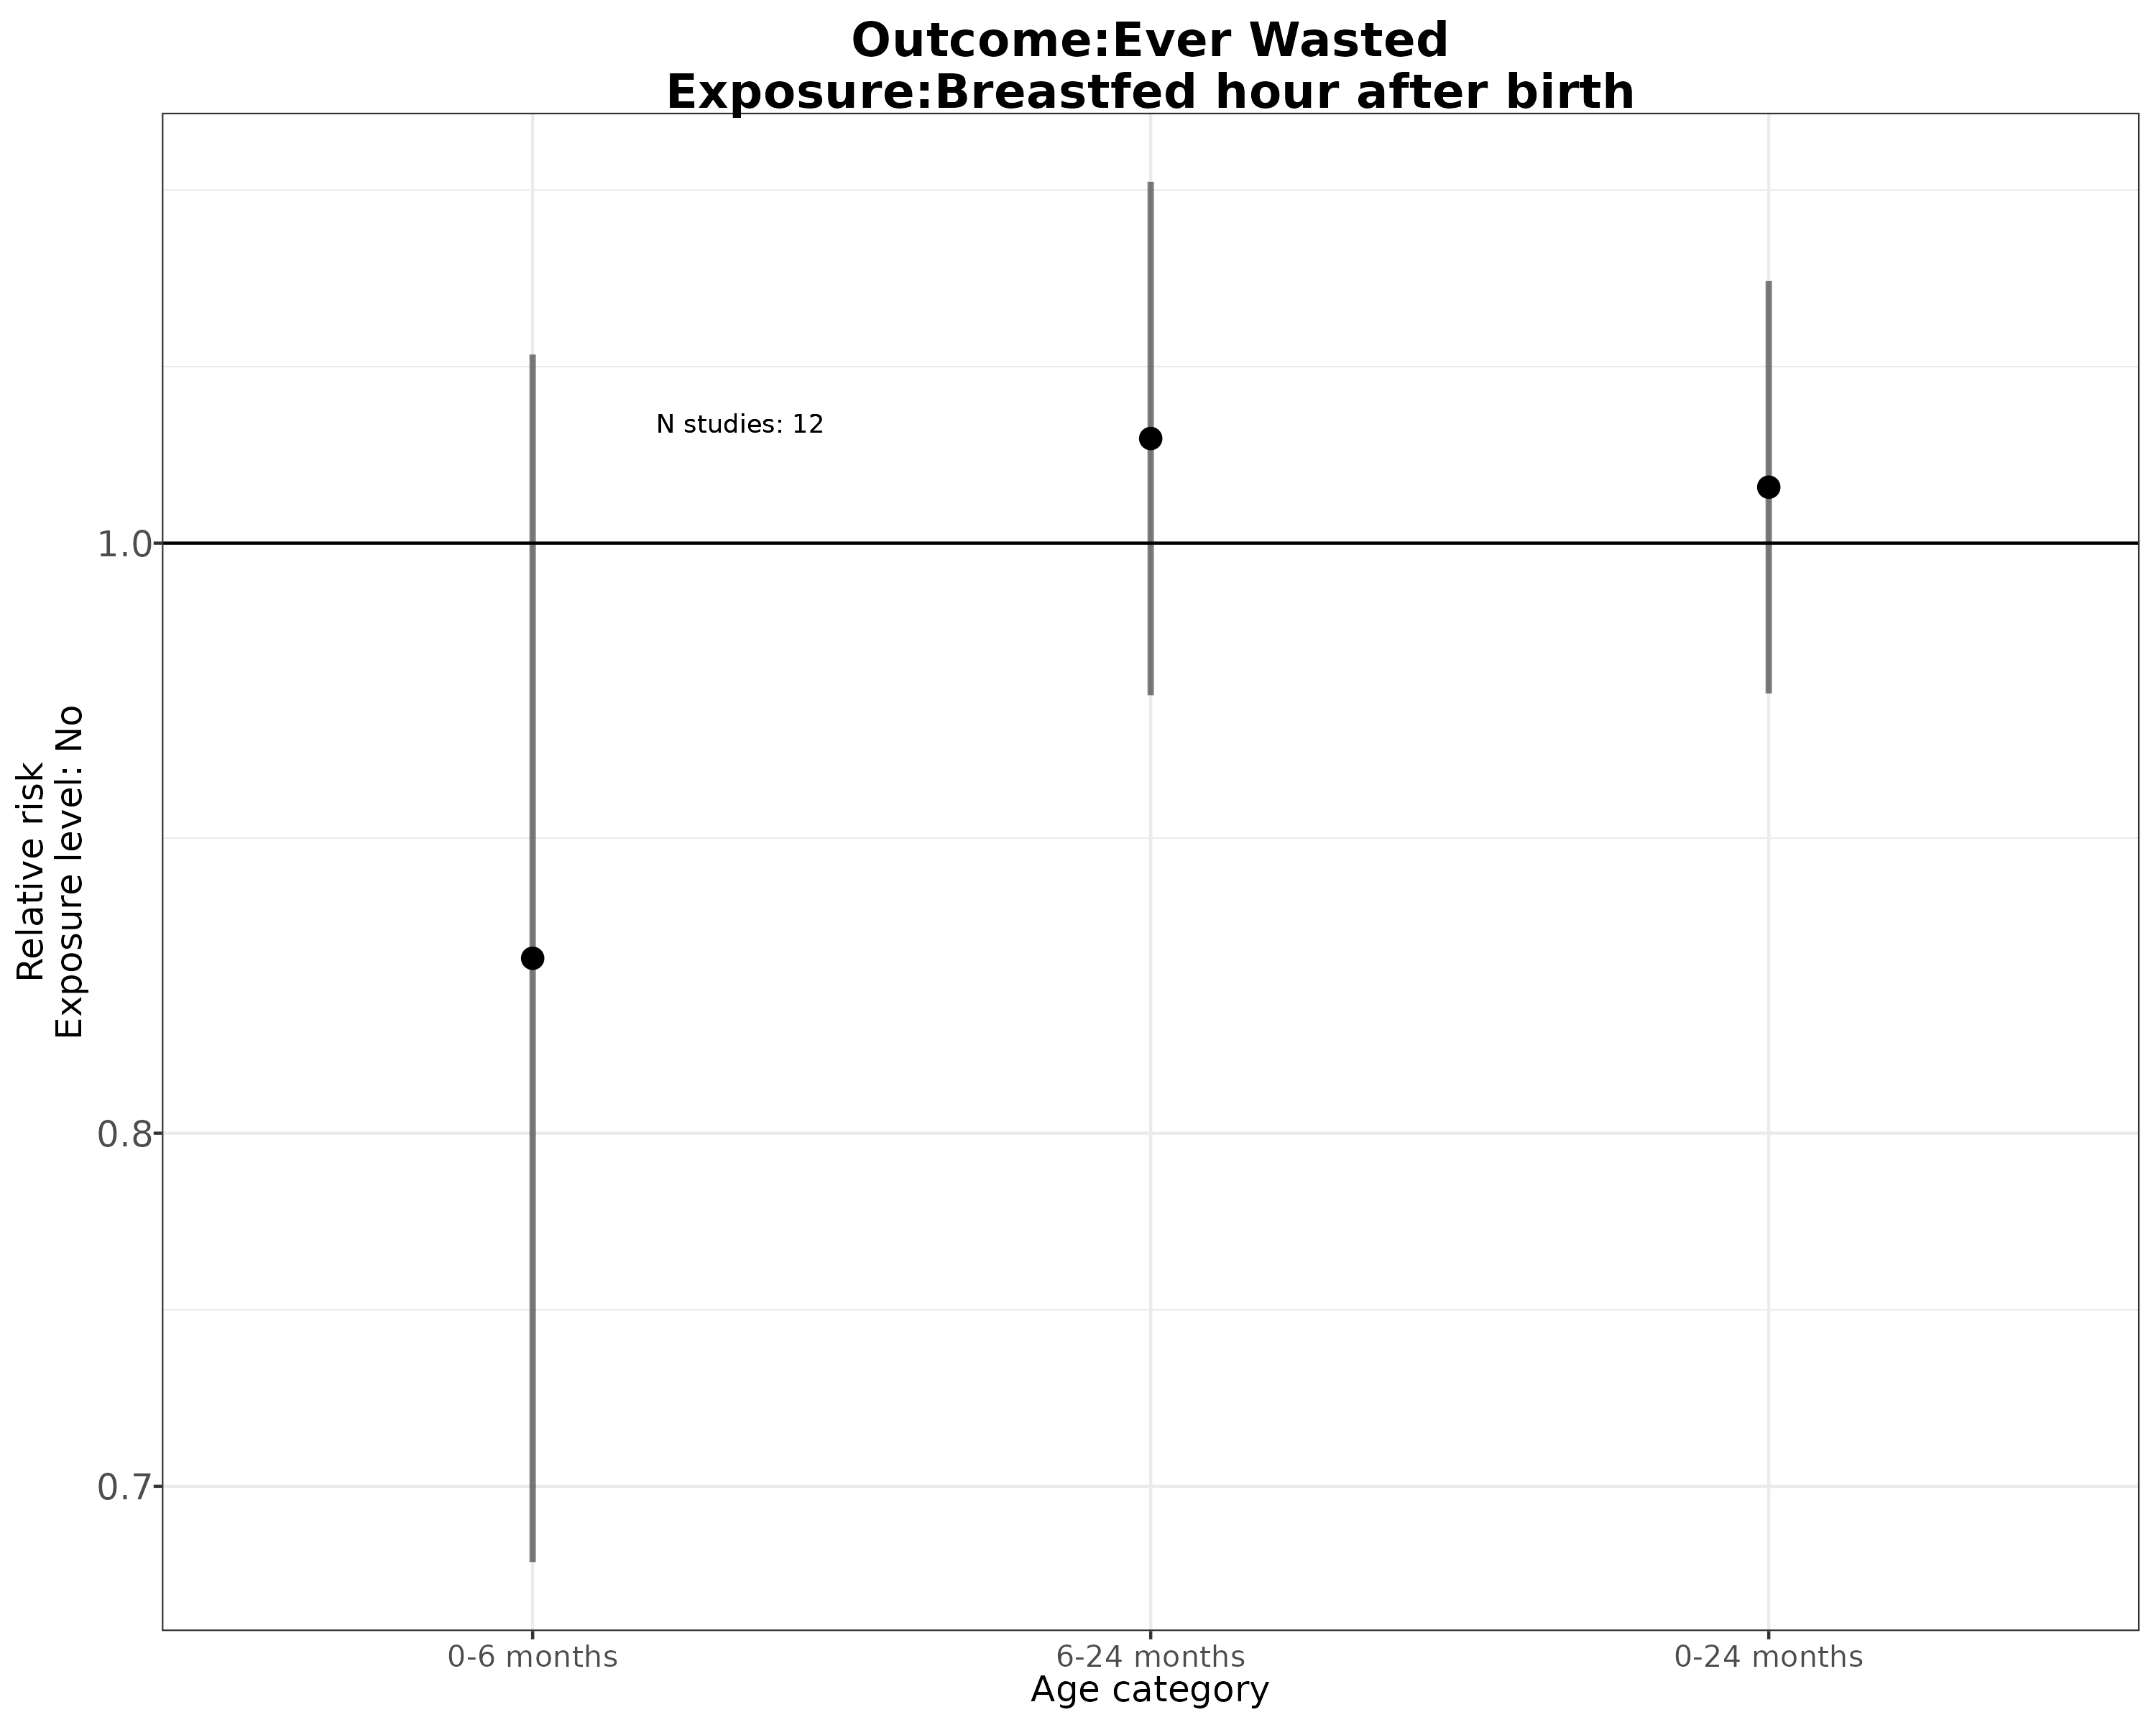 Outcome:Ever Wasted
Exposure:Breastfed hour after birth
N studies: 12
1.0
0.8
0.7
Relative risk
Exposure level: No
0-6 months
6-24 months
0-24 months
Age category